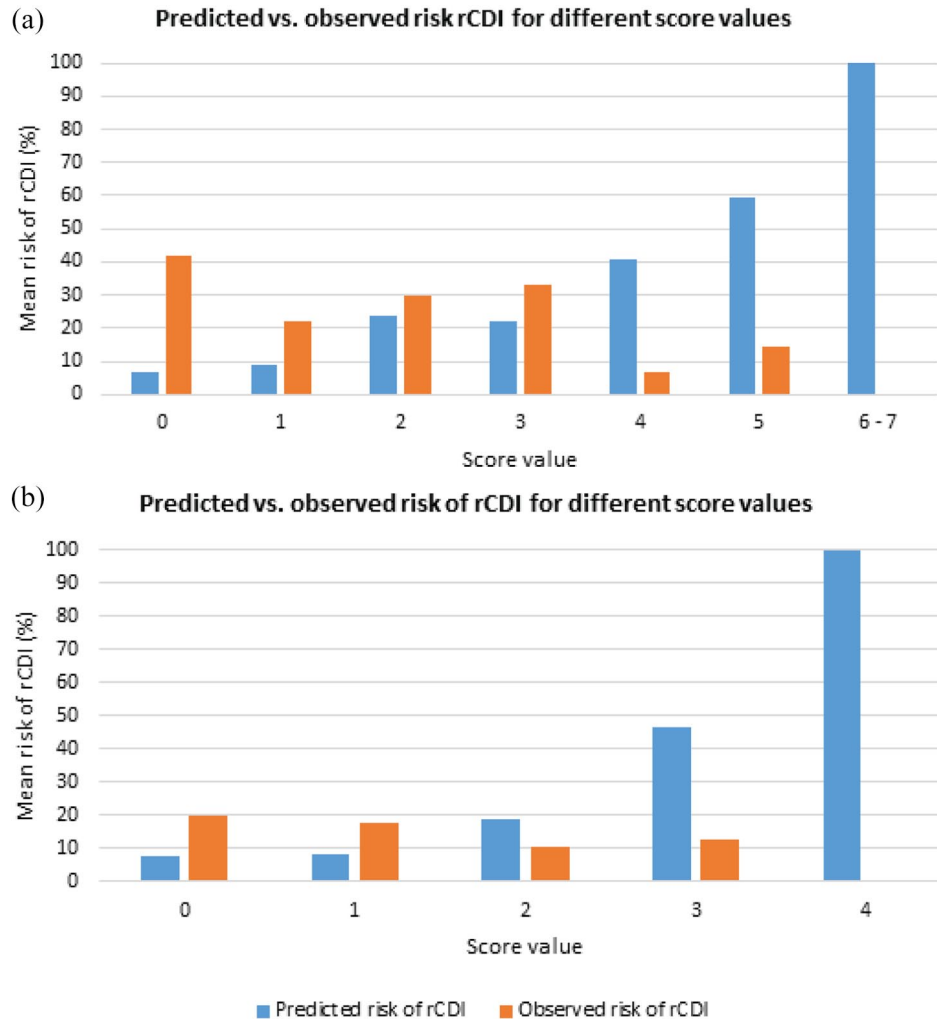 (a)
Predicted vs. observed risk rCDI for different score values
Mean risk of rCDI (%)
100
90
80
70
60
50
40
30
20
10
0
0 1 2 3 4 5 6 - 7
Score value
(b)
Predicted vs. observed risk of rCDI for different score values
Mean risk of rCDI (%)
100
90
80
70
60
50
40
30
20
10
0
0 1 2 3 4
Score value
Predicted risk of rCDI Observed risk of rCDI